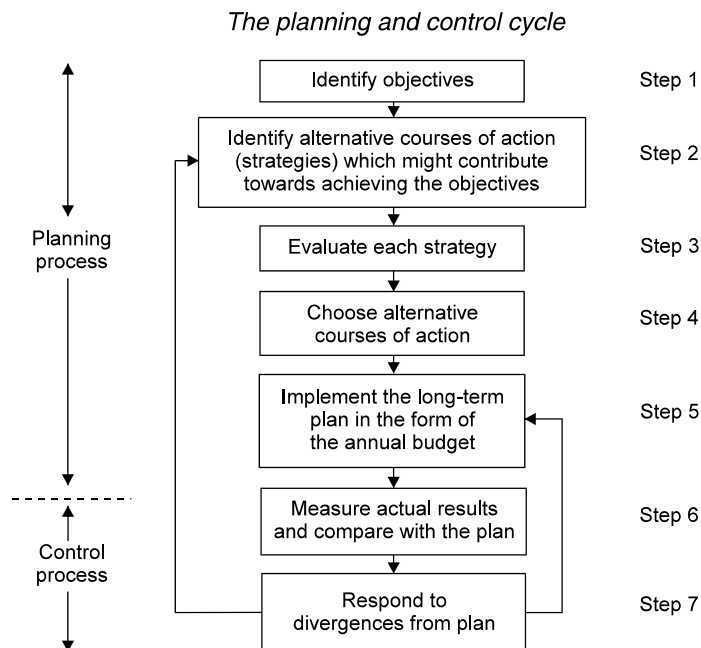 The planning and control cycle
Identify objectives
Step 1
Identify alternative courses of action
(strategies) which might contribute
towards achieving the objectives
Step 2
Planning
process
Evaluate each strategy
Step 3
Choose alternative
courses of action
Step 4
Implement the long-term
plan in the form of
the annual budget
Step 5
Measure actual results
and compare with the plan
Step 6
Control
process
Respond to
divergences from plan
Step 7